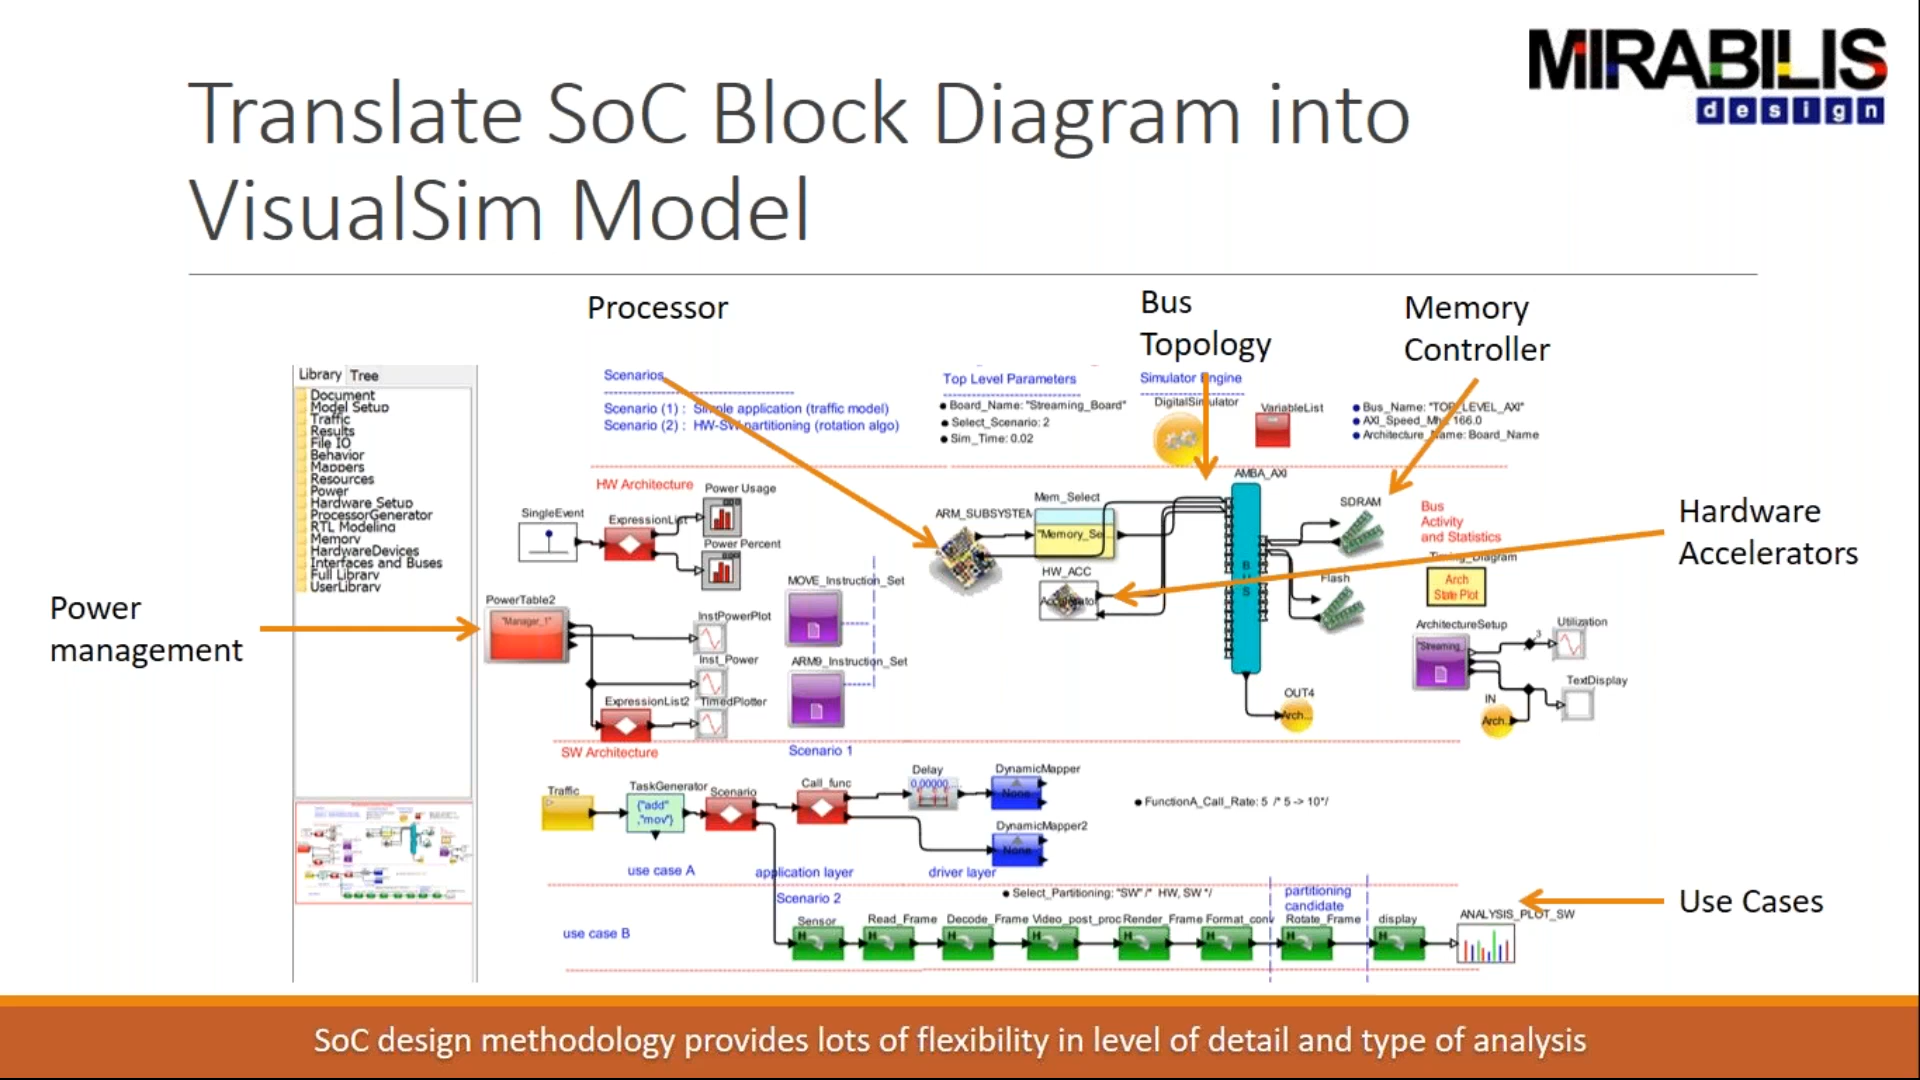 MIRABILIS
design
Translate SoC Block Diagram into
VisualSim Model
Processor
Bus
Topology
Memory
Controller
Hardware
Accelerators
Power
management
Use Cases
Library Tree
Document
Model Setup
Traffic
Results
File IO
Behavior
Mappers
Resources
Power
Hardware Setup
ProcessorGenerator
RTL Modeling
Memory
HardwareDevices
Interfaces and Buses
Full Library
UserLibrary
Scenarios
Scenario (1) : Simple application (traffic model)
Scenario (2) : HW-SW partitioning (rotation algo)
Top Level Parameters
Board_Name: "Streaming_Board"
Select_Scenario: 2
Sim_Time: 0.02
Simulator Engine
DigitalSimulator
VariableList
Bus_Name: "TOP_LEVEL_AXI"
AXI_Speed_Mhz: 166.0
Architecture_Name: Board_Name
HW Architecture
SingleEvent
ExpressionList
Power Usage
Power Percent
PowerTable2
"Manager_1"
InstPowerPlot
Inst_Power
ExpressionList2
TimedPlotter
MOVE_Instruction_Set
ARM9_Instruction_Set
ARM_SUBSYSTEM
Mem_Select
"Memory_Se...
HW_ACC
Accelerator
AMBA_AXI
BUS
SDRAM
Flash
OUT4
Arch...
Bus
Activity
and Statistics
Timing_Diagram
Arch
State Plot
ArchitectureSetup
"Streaming_
3
Utilization
TextDisplay
IN
Arch...
SW Architecture
Scenario 1
Traffic
TaskGenerator
{"add"
,"mov"}
Scenario
Call_func
Delay
0.00000
DynamicMapper
None
DynamicMapper2
None
FunctionA_Call_Rate: 5 /* 5 -> 10*/
use case A
application layer
driver layer
Scenario 2
Select_Partitioning: "SW" /* HW, SW */
partitioning
candidate
use case B
Sensor
Read_Frame
Decode_Frame
Video_post_proc
Render_Frame
Format_conv
Rotate_Frame
display
ANALYSIS_PLOT_SW
H
H
H
H
H
H
H
H
SoC design methodology provides lots of flexibility in level of detail and type of analysis